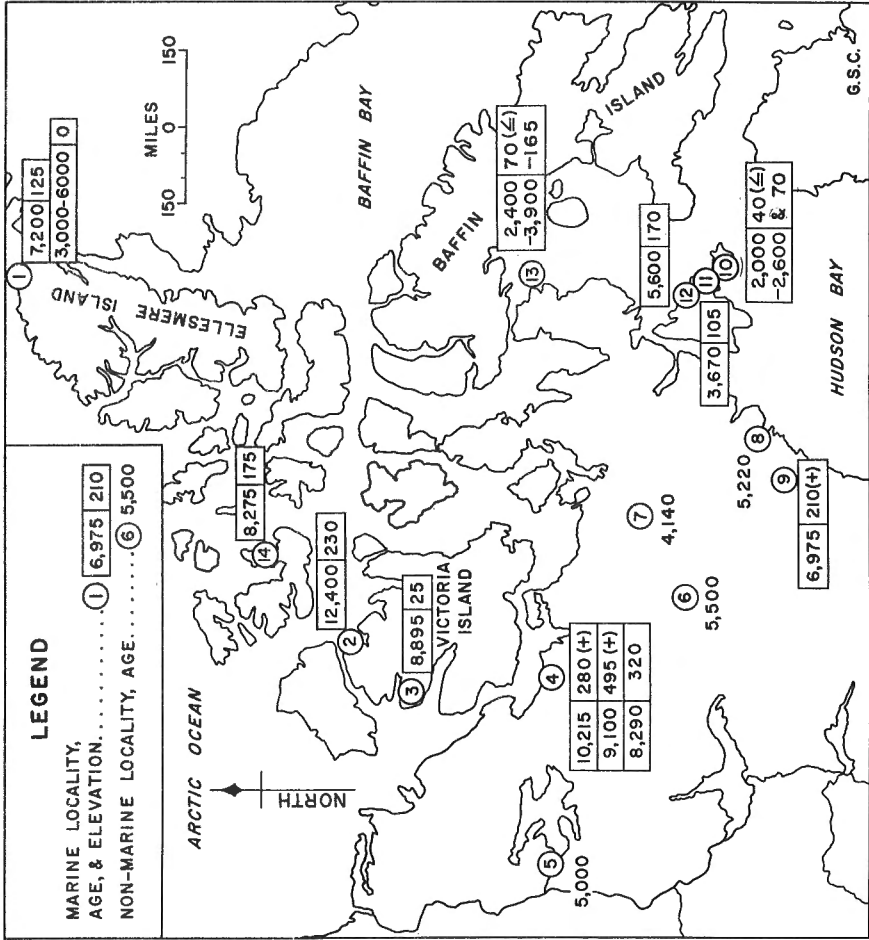 LEGEND
MARINE LOCALITY,
AGE, & ELEVATION............ 1 6,975 210
NON-MARINE LOCALITY, AGE........ 6 5,500
ARCTIC OCEAN
NORTH
MILES
150 0 150
1
7,200 125
3,000-6000 0
ELLESMERE
ISLAND
BAFFIN BAY
14
8,275 175
12,400 230
2
8,895 25
3
VICTORIA
ISLAND
BAFFIN
ISLAND
2,400 70 (∠)
-3,900 -165
13
4
10,215 280 (+)
9,100 495 (+)
8,290 320
5
5,000
6
5,500
7
4,140
5,600 170
12
11
10
3,670 105
2,000 40 (∠)
-2,600 & 70
8
5,220
9
6,975 210(+)
HUDSON BAY
G.S.C.